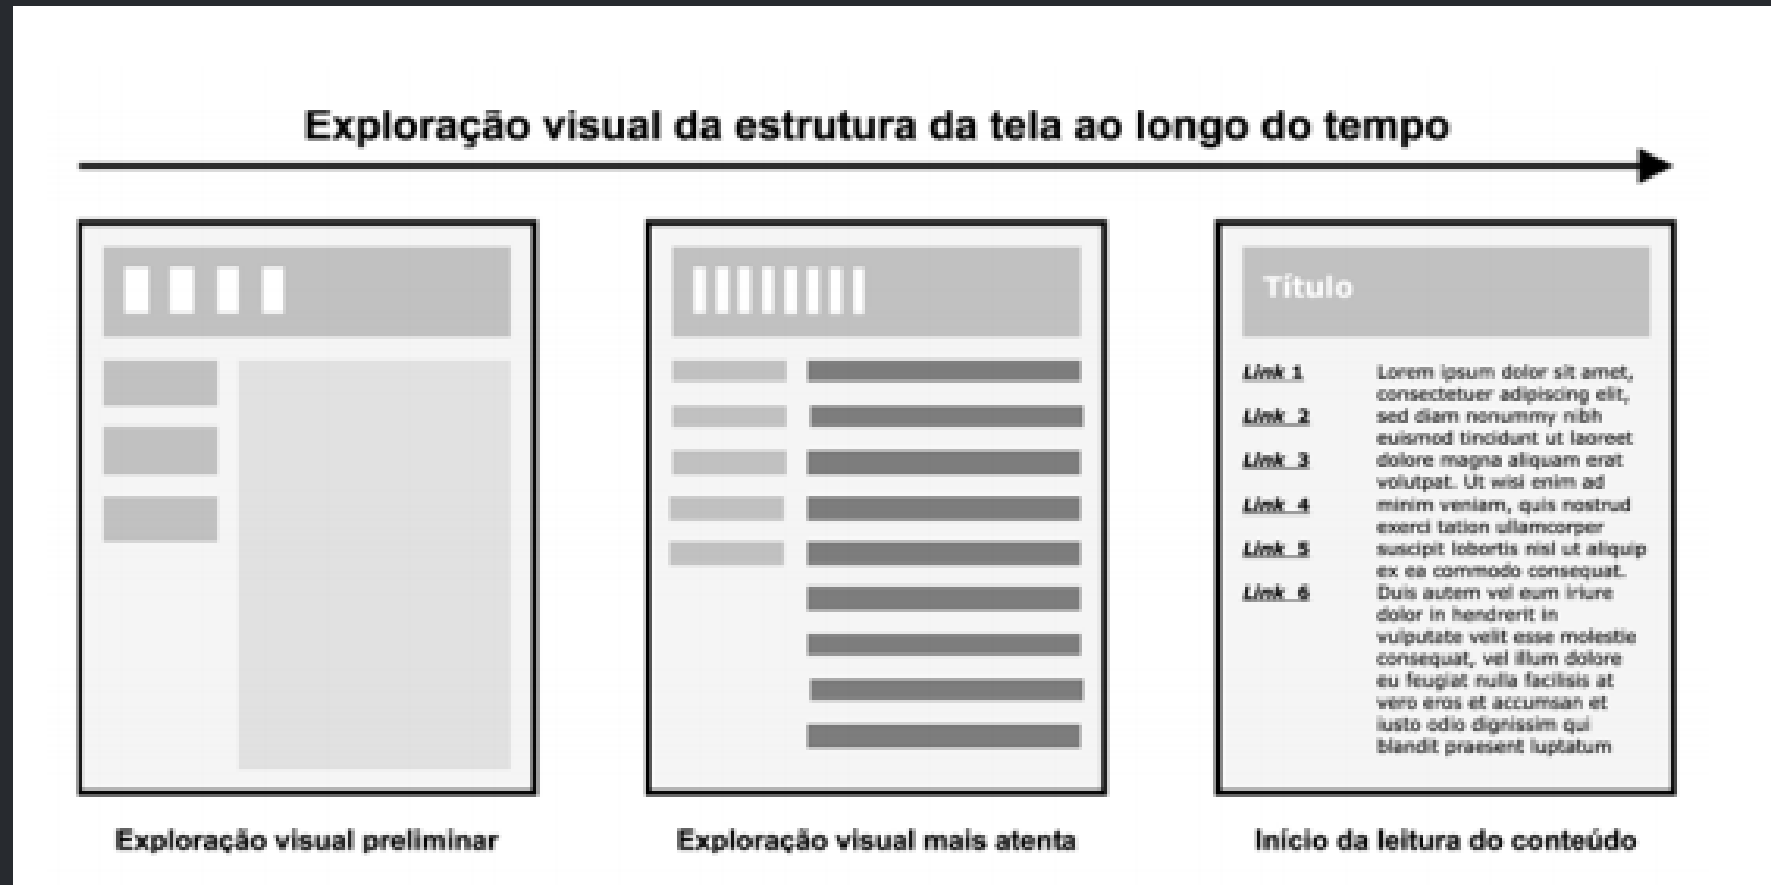 Exploração visual da estrutura da tela ao longo do tempo
Título
Link 1
Link 2
Link 3
Link 4
Link 5
Link 6
Lorem ipsum dolor sit amet,
consectetuer adipiscing elit,
sed diam nonummy nibh
euismod tincidunt ut laoreet
dolore magna aliquam erat
volutpat. Ut wisi enim ad
minim veniam, quis nostrud
exerci tation ullamcorper
suscipit lobortis nisl ut aliquip
ex ea commodo consequat.
Duis autem vel eum iriure
dolor in hendrerit in
vulputate velit esse molestie
consequat, vel illum dolore
eu feugiat nulla facilisis at
vero eros et accumsan et
iusto odio dignissim qui
blandit praesent luptatum
Exploração visual preliminar
Exploração visual mais atenta
Início da leitura do conteúdo